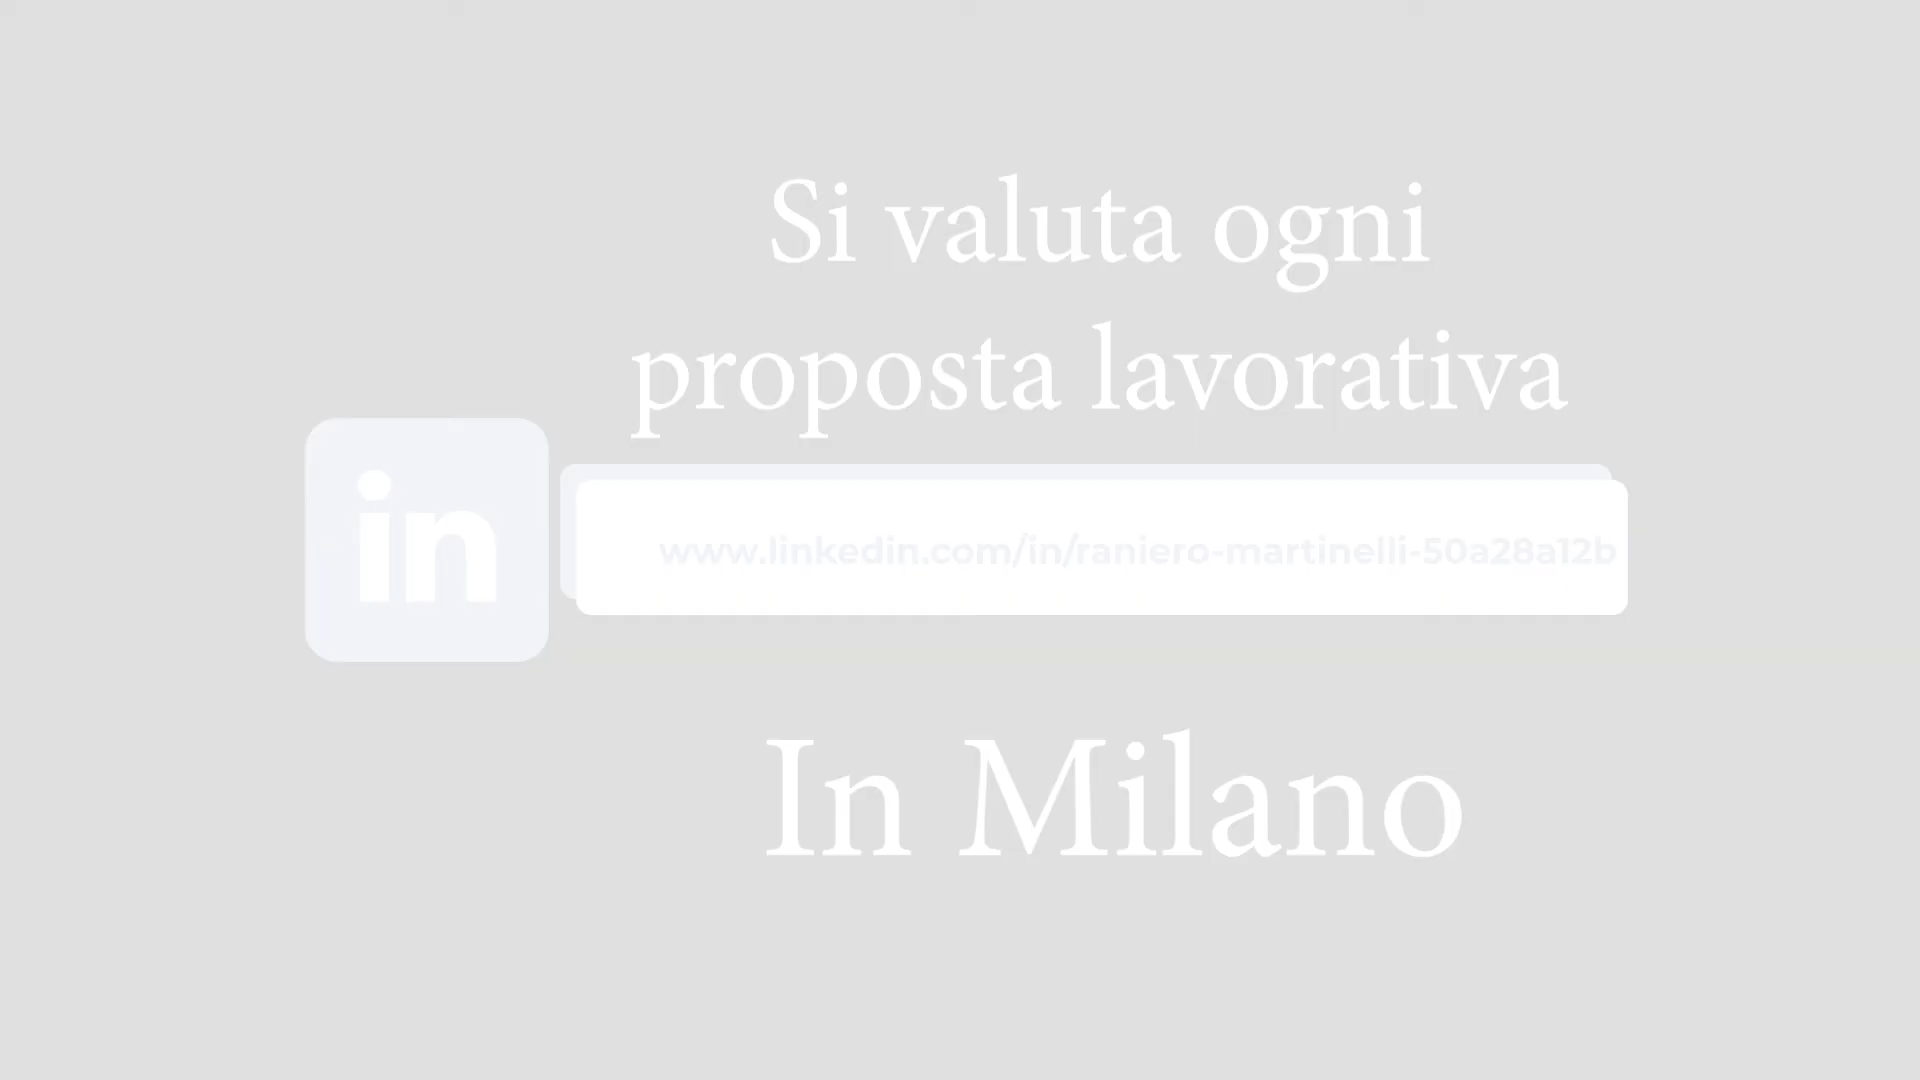 Si valuta ogni
proposta lavorativa
in
www.linkedin.com/in/raniero-martinelli-50a28a12b
In Milano